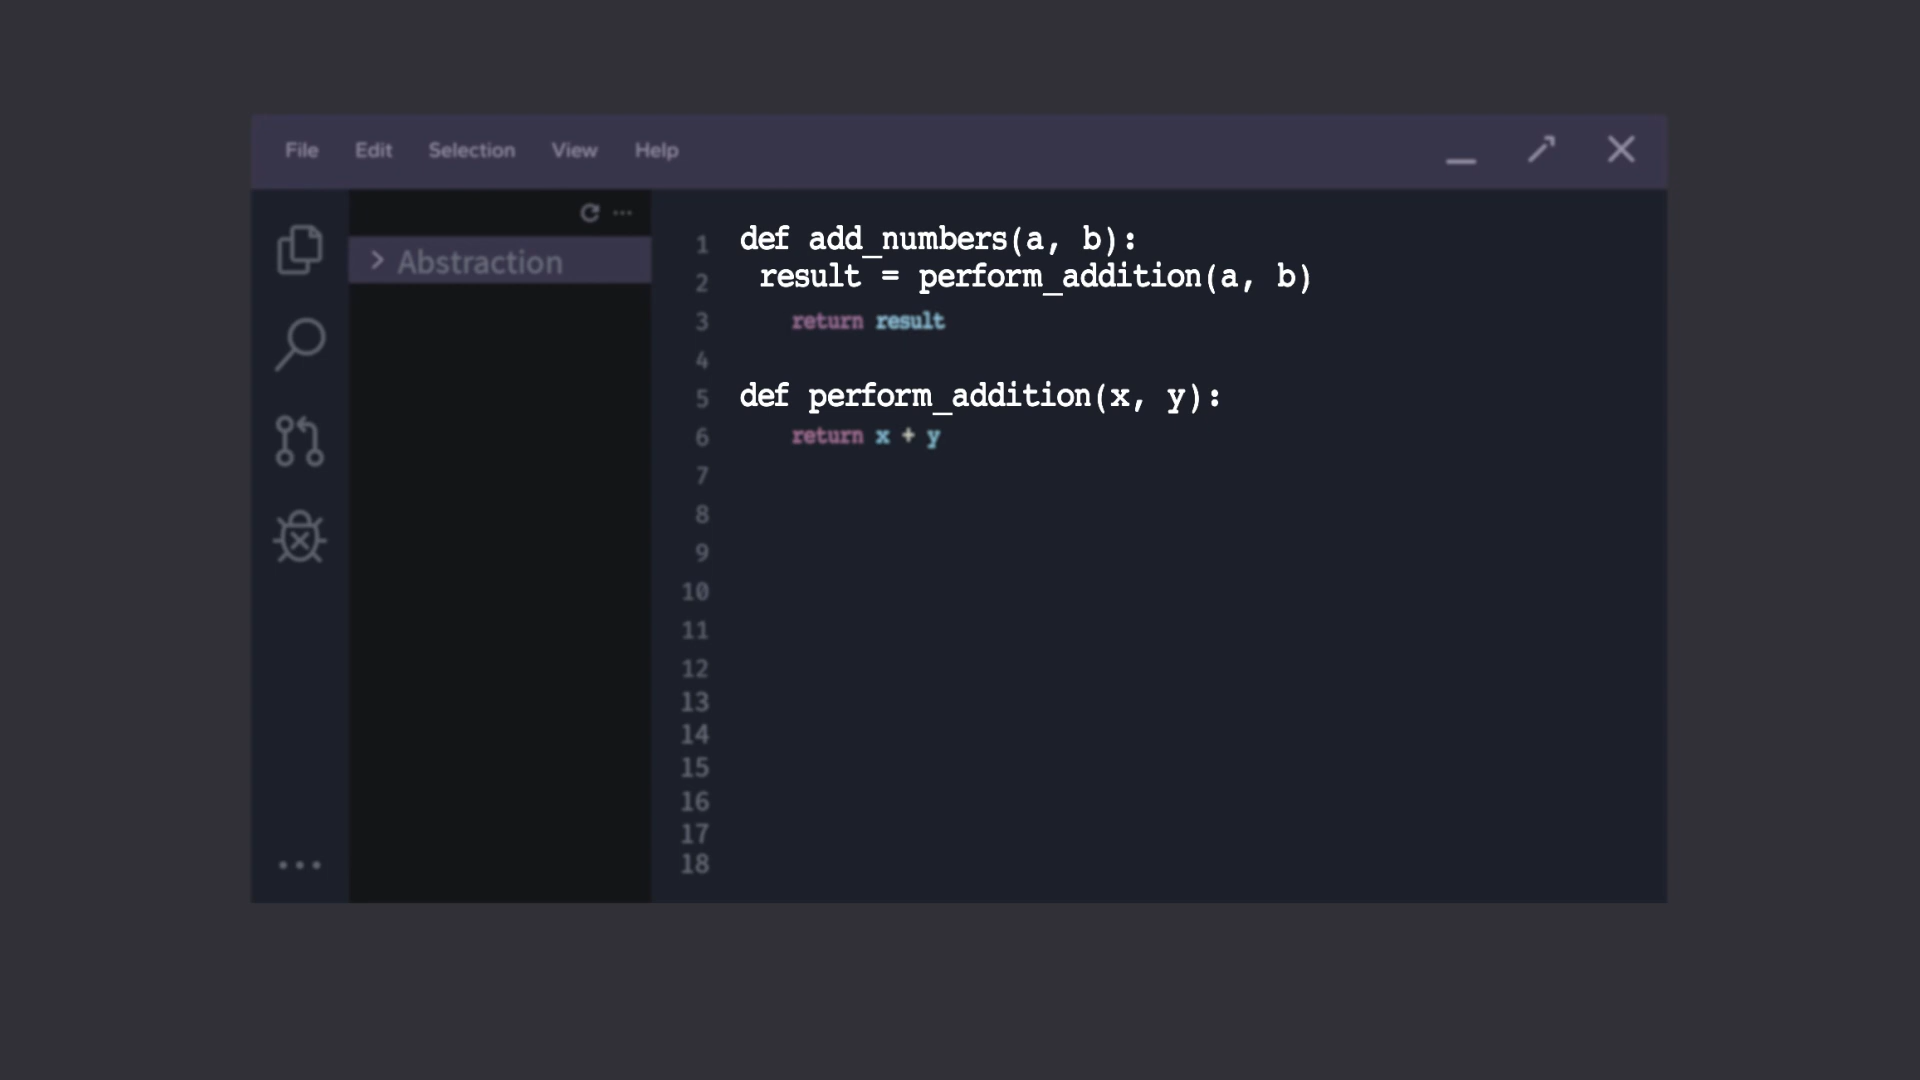 File Edit Selection View Help
Abstraction
1 def add_numbers(a, b):
2 result = perform_addition(a, b)
3 return result
4
5 def perform_addition(x, y):
6 return x + y
7
8
9
10
11
12
13
14
15
16
17
18